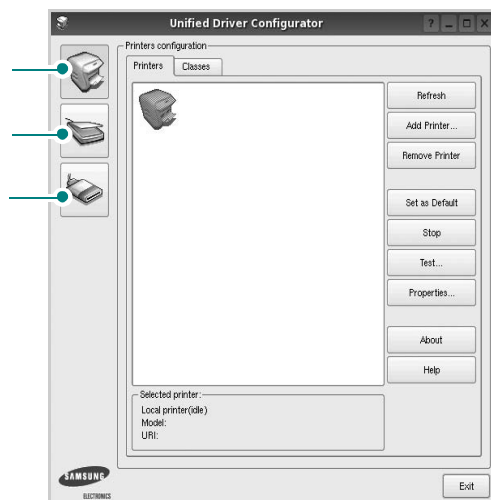 Unified Driver Configurator
Printers configuration
Printers
Classes
Refresh
Add Printer...
Remove Printer
Set as Default
Stop
Test...
Properties...
About
Help
Selected printer:
Local printer(idle)
Model:
URI:
SAMSUNG
ELECTRONICS
Exit